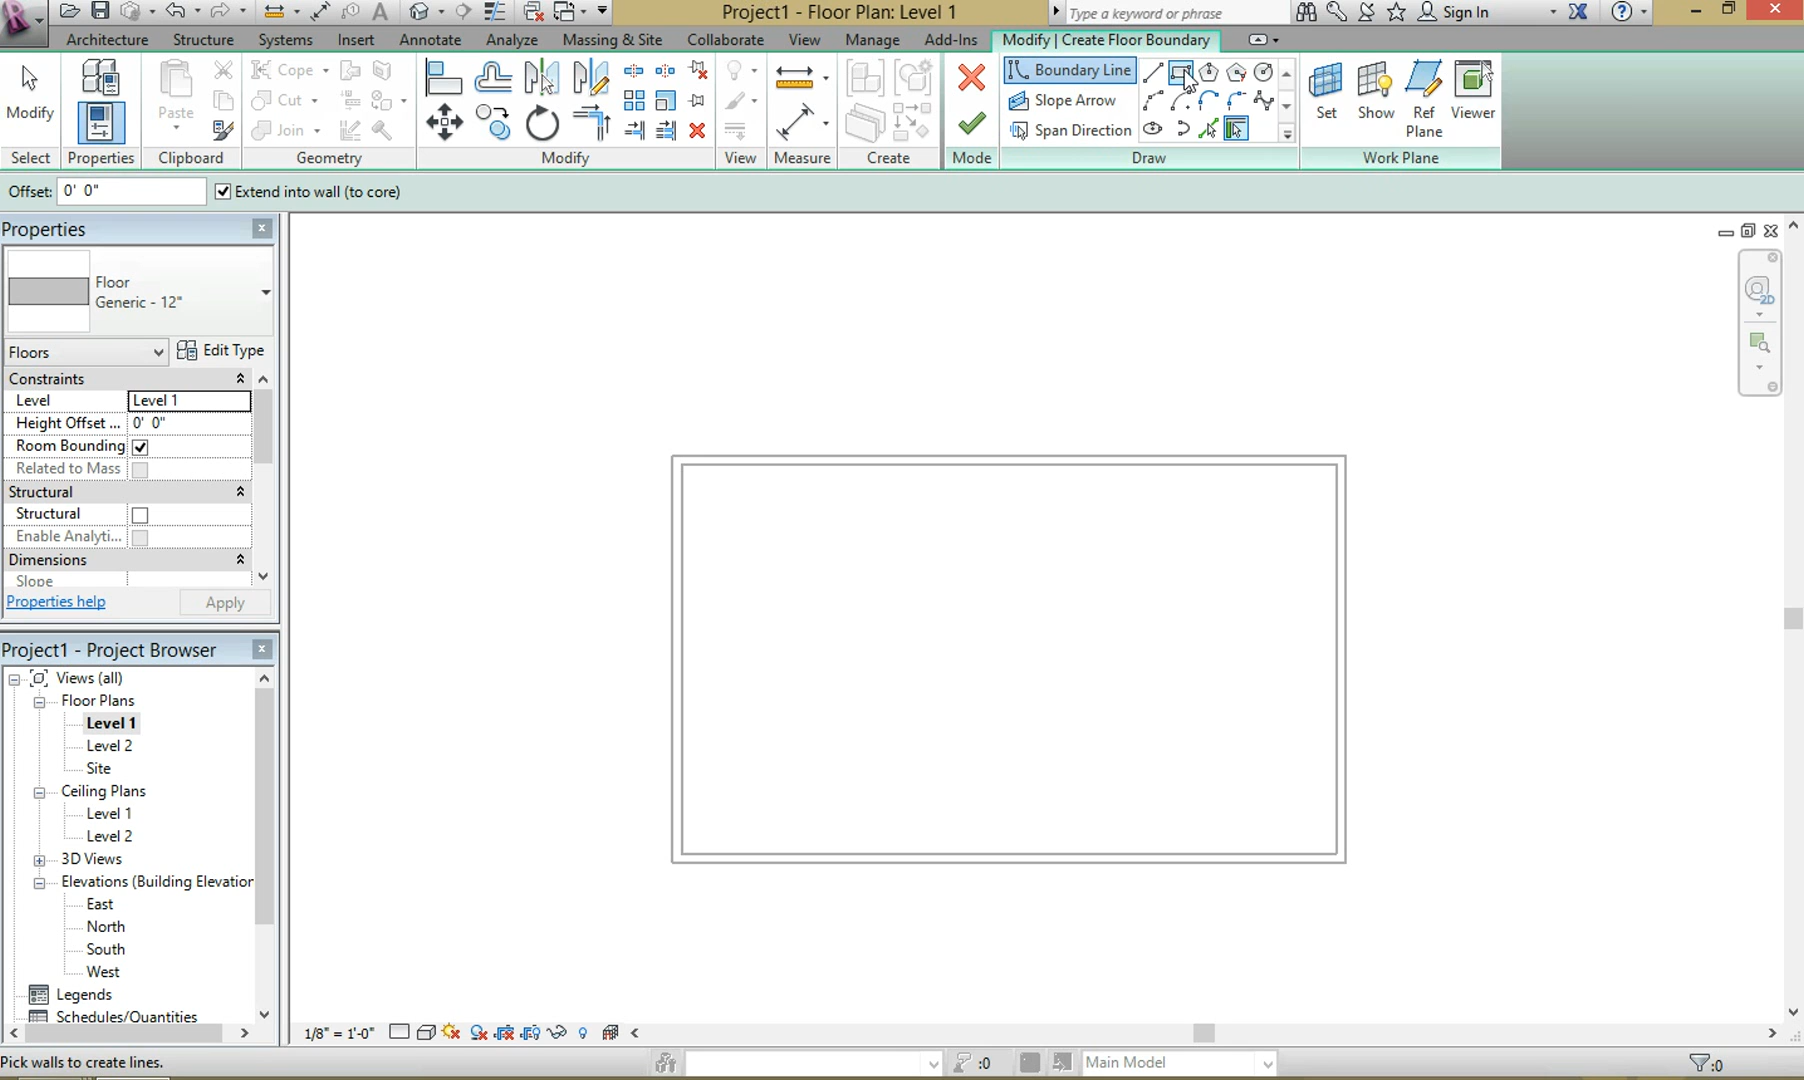 Project1 - Floor Plan: Level 1
Type a keyword or phrase
Sign In
Architecture
Structure
Systems
Insert
Annotate
Analyze
Massing & Site
Collaborate
View
Manage
Add-Ins
Modify | Create Floor Boundary
Modify
Paste
Cope
Cut
Join
Boundary Line
Slope Arrow
Span Direction
Set
Show
Ref
Plane
Viewer
Select
Properties
Clipboard
Geometry
Modify
View
Measure
Create
Mode
Draw
Work Plane
Offset: 0' 0"
Extend into wall (to core)
Properties
Floor
Generic - 12"
Floors
Edit Type
Constraints
Level
Level 1
Height Offset ...
0' 0"
Room Bounding
Related to Mass
Structural
Structural
Enable Analyti...
Dimensions
Slope
Properties help
Apply
Project1 - Project Browser
Views (all)
Floor Plans
Level 1
Level 2
Site
Ceiling Plans
Level 1
Level 2
3D Views
Elevations (Building Elevation
East
North
South
West
Legends
Schedules/Quantities
2D
1/8" = 1'-0"
Pick walls to create lines.
:0
Main Model
:0